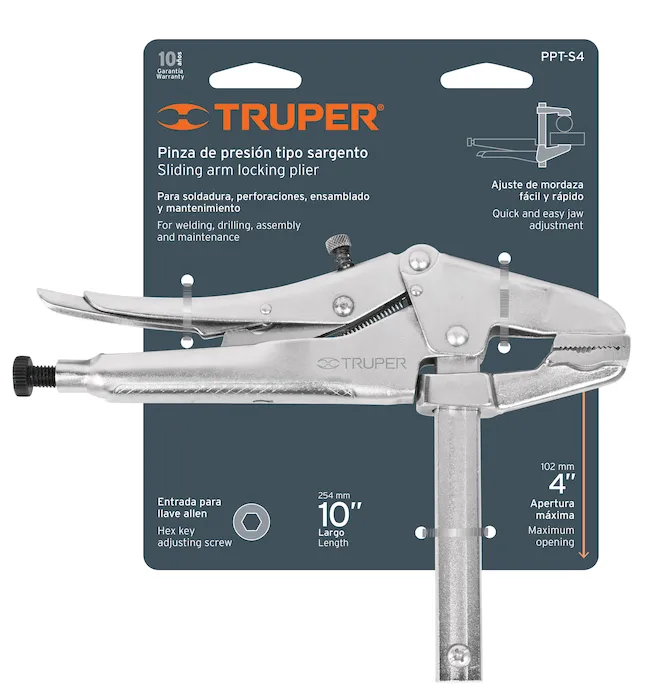 10 años
Garantía
Warranty
PPT-S4
TRUPER®
Pinza de presión tipo sargento
Sliding arm locking plier
Para soldadura, perforaciones, ensamblado
y mantenimiento
For welding, drilling, assembly
and maintenance
Ajuste de mordaza
fácil y rápido
Quick and easy jaw
adjustment
TRUPER
Entrada para
llave allen
Hex key
adjusting screw
254 mm
10"
Largo
Length
102 mm
4"
Apertura
máxima
Maximum
opening